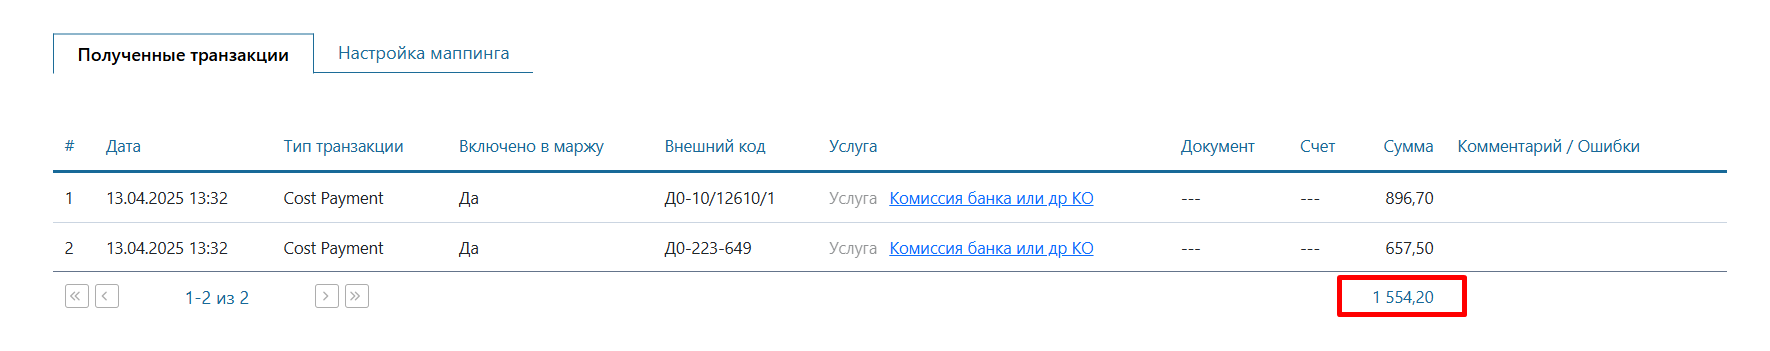 Полученные транзакции Настройка маппинга
# Дата Тип транзакции Включено в маржу Внешний код Услуга Документ Счет Сумма Комментарий / Ошибки
1 13.04.2025 13:32 Cost Payment Да Д0-10/12610/1 Услуга Комиссия банка или др КО --- --- 896,70
2 13.04.2025 13:32 Cost Payment Да Д0-223-649 Услуга Комиссия банка или др КО --- --- 657,50
« ‹ 1-2 из 2 › » 1 554,20